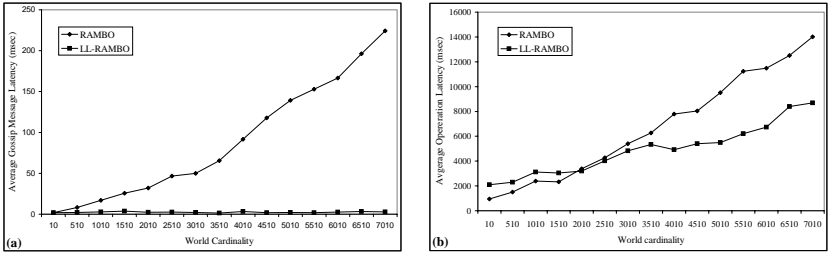 250
200
150
100
50
0
Average Gossip Message Latency (msec)
RAMBO
LL-RAMBO
10 510 1010 1510 2010 2510 3010 3510 4010 4510 5010 5510 6010 6510 7010
World Cardinality
(a)
16000
14000
12000
10000
8000
6000
4000
2000
0
Avgerage Opereration Latency (msec)
RAMBO
LL-RAMBO
10 510 1010 1510 2010 2510 3010 3510 4010 4510 5010 5510 6010 6510 7010
World cardinality
(b)